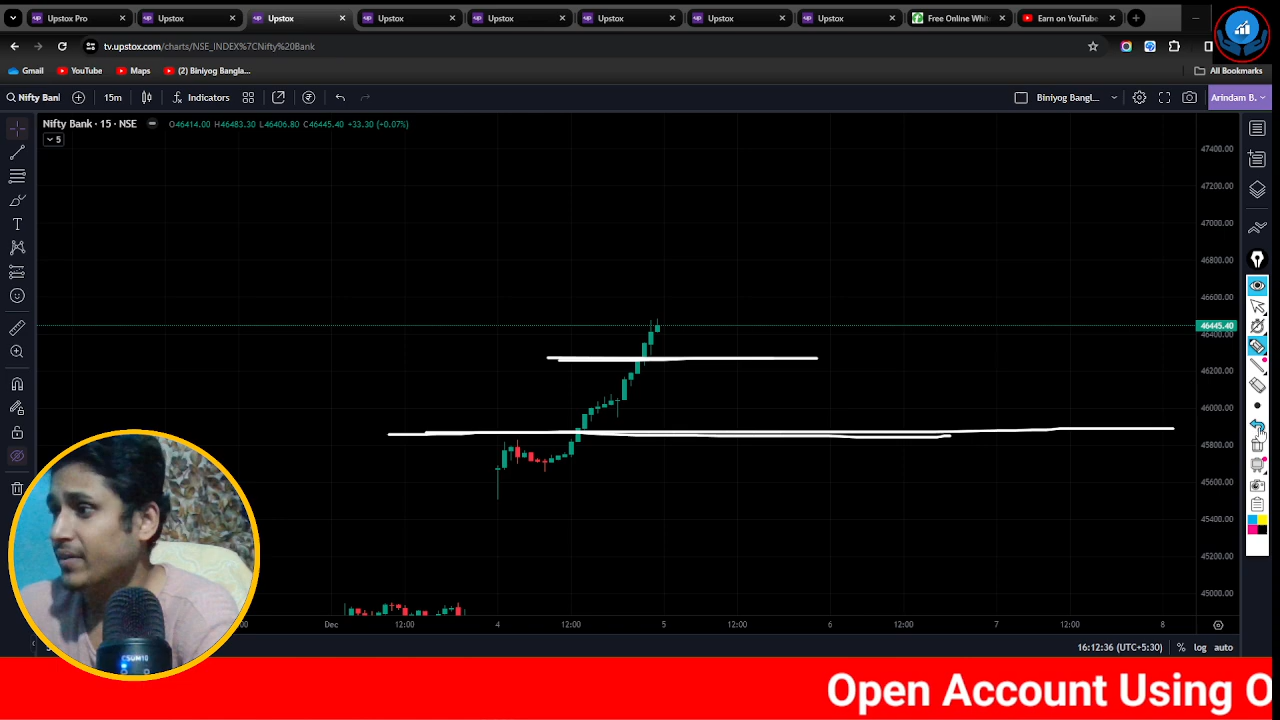 Upstox Pro
Upstox
Upstox
Upstox
Upstox
Upstox
Upstox
Upstox
Free Online Whit
Earn on YouTube
tv.upstox.com/charts/NSE_INDEX%7CNifty%20Bank
Gmail
YouTube
Maps
(2) Biniyog Bangla...
All Bookmarks
Nifty Banl
15m
Indicators
Biniyog Bangl...
Arindam B.
Nifty Bank · 15 · NSE
O46414.00 H46483.30 L46406.80 C46445.40 +33.30 (+0.07%)
5
47400.00
47200.00
47000.00
46800.00
46600.00
46445.40
46400.00
46200.00
46000.00
45800.00
45600.00
45400.00
45200.00
45000.00
Dec
12:00
4
12:00
5
12:00
6
12:00
7
12:00
8
16:12:36 (UTC+5:30)
%
log
auto
CSUM10
Open Account Using O